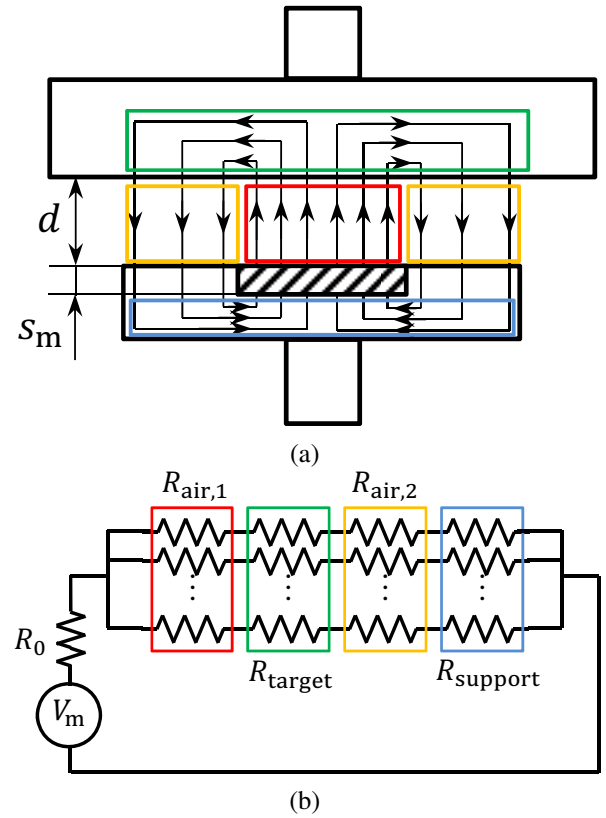 d
s_m
(a)
R_air,1 R_air,2
R_0
R_target R_support
V_m
(b)